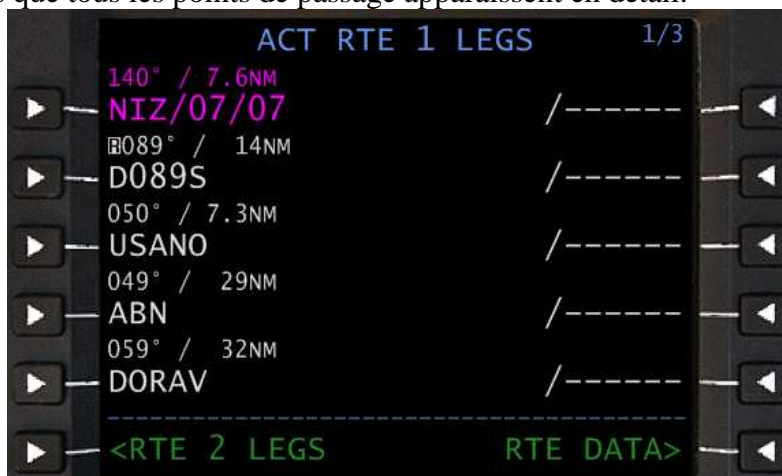 que tous les points de passage apparaissent en détail.
ACT RTE 1 LEGS 1/3
140° / 7.6NM
NIZ/07/07 /------
R089° / 14NM
D089S /------
050° / 7.3NM
USANO /------
049° / 29NM
ABN /------
059° / 32NM
DORAV /------
<RTE 2 LEGS RTE DATA>